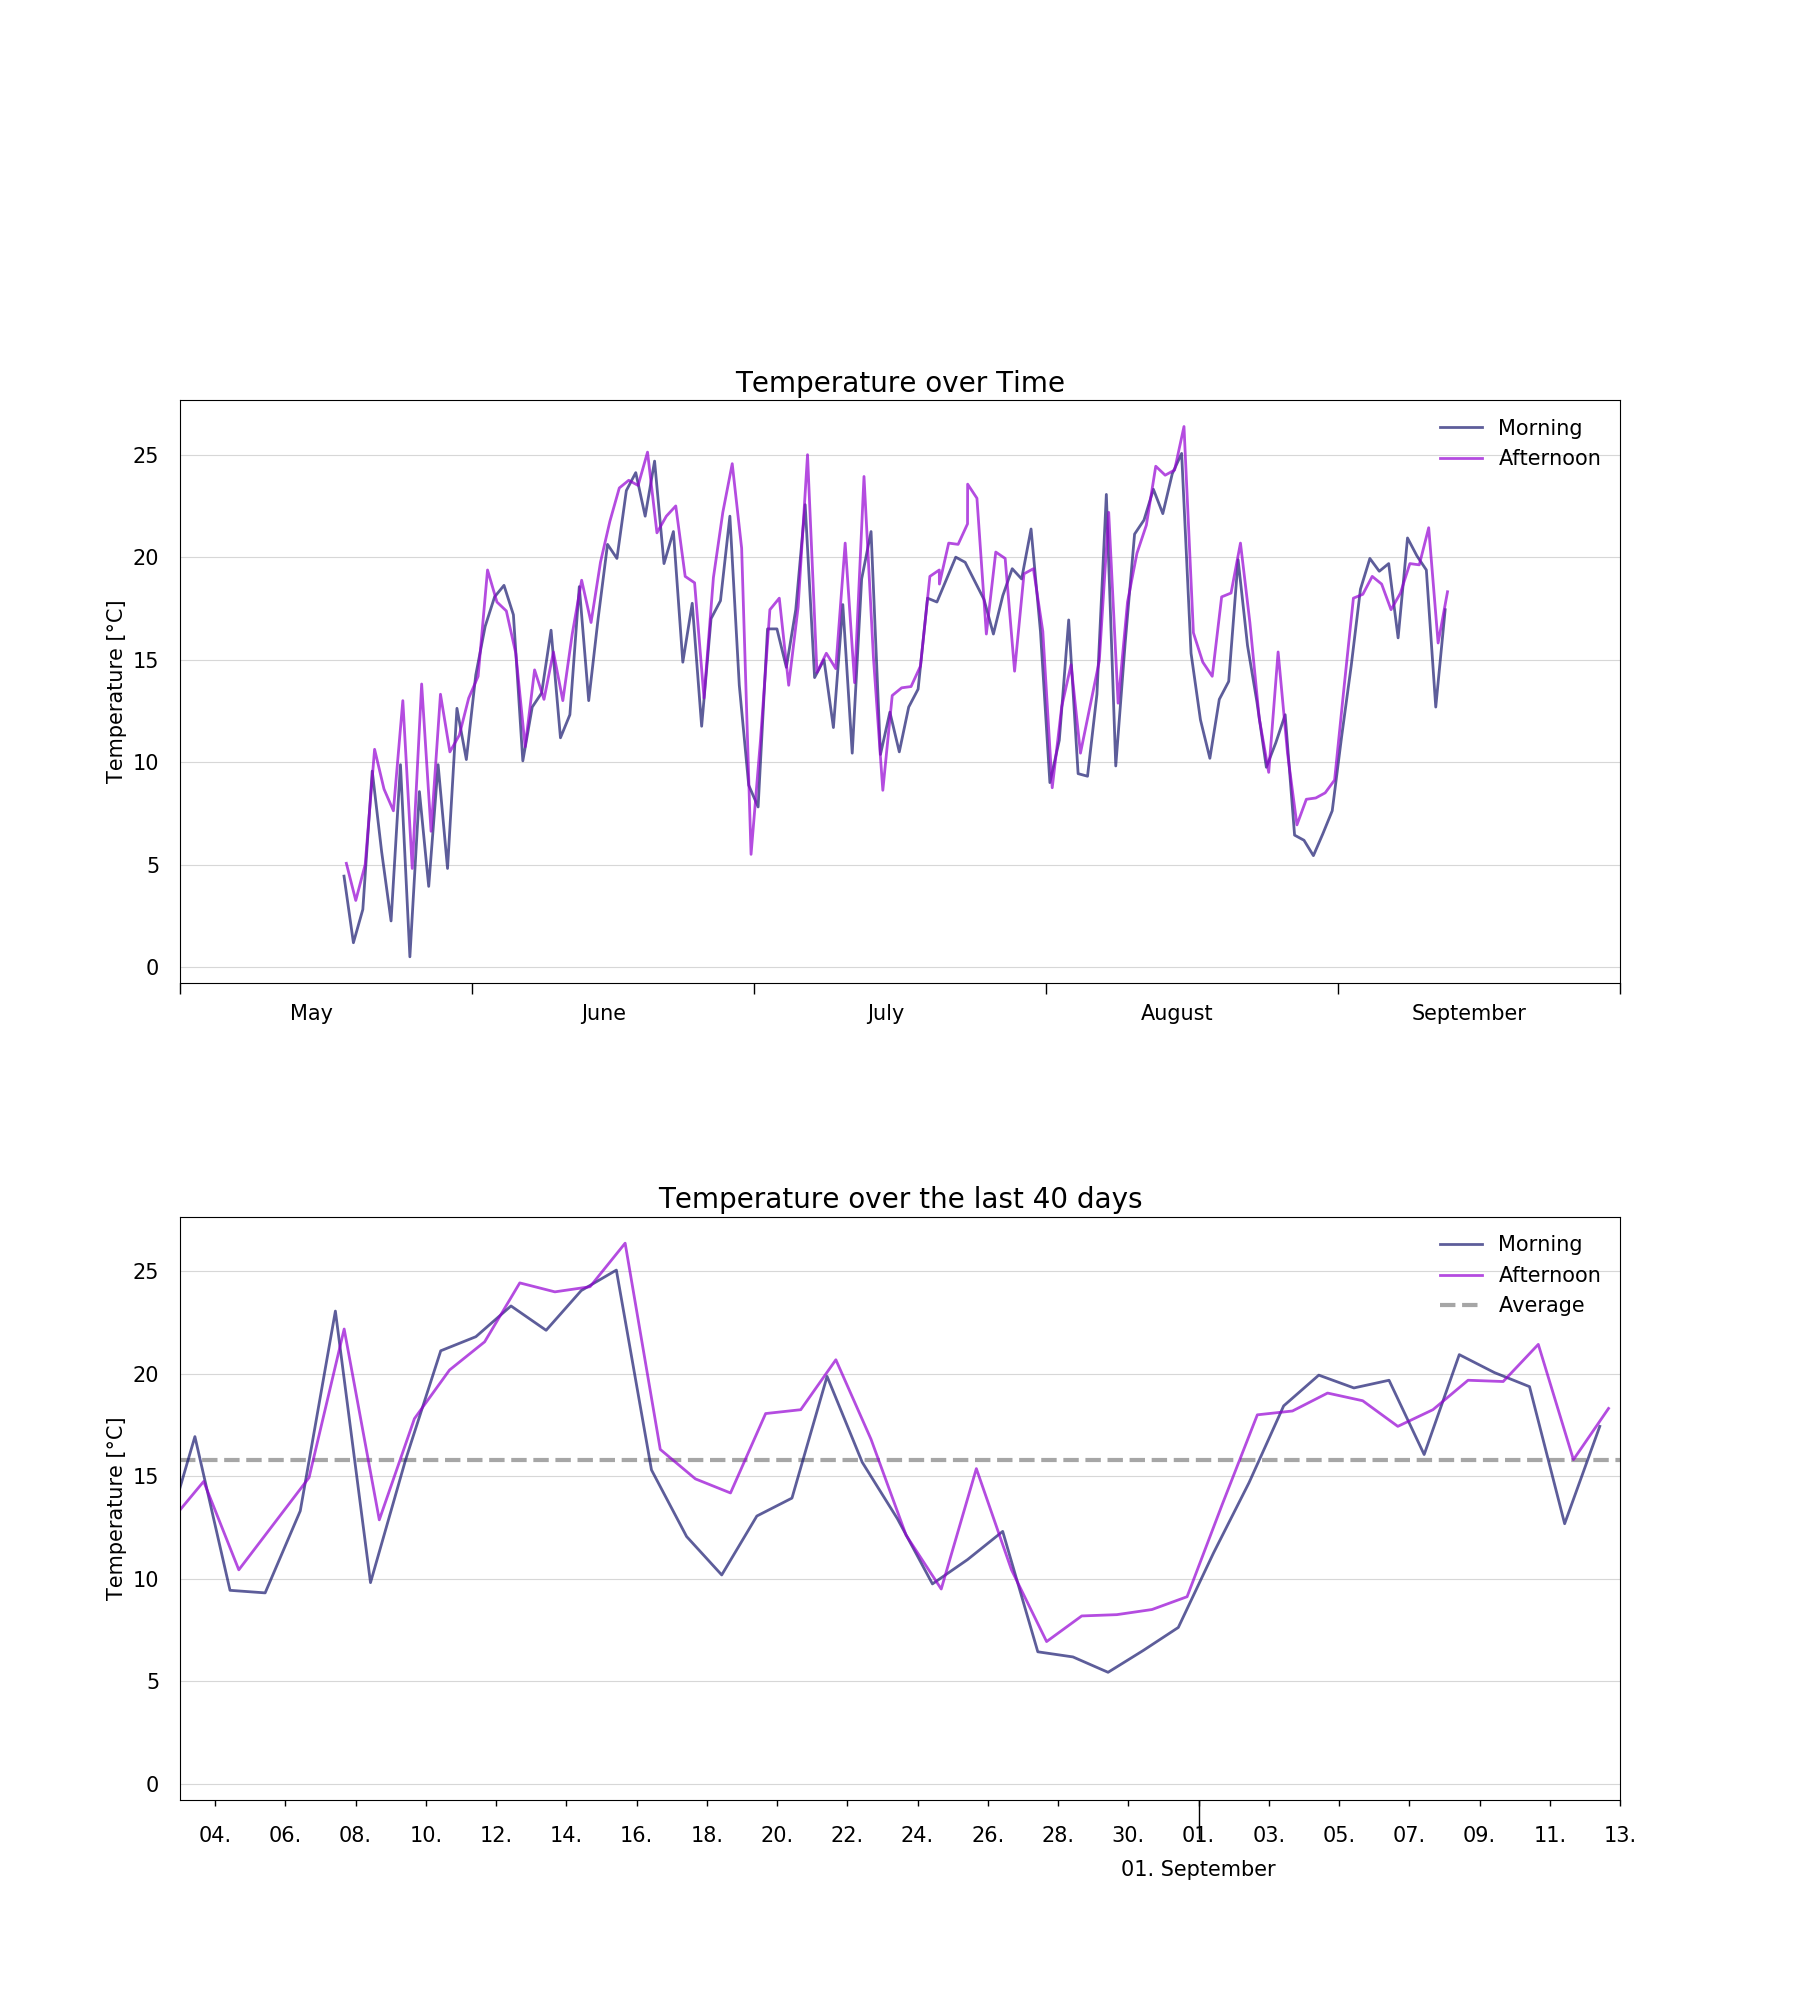 Temperature over Time
Morning
Afternoon
25
20
15
10
5
0
Temperature [°C]
May June July August September
Temperature over the last 40 days
Morning
Afternoon
Average
25
20
15
10
5
0
Temperature [°C]
04. 06. 08. 10. 12. 14. 16. 18. 20. 22. 24. 26. 28. 30. 01. 03. 05. 07. 09. 11. 13.
01. September